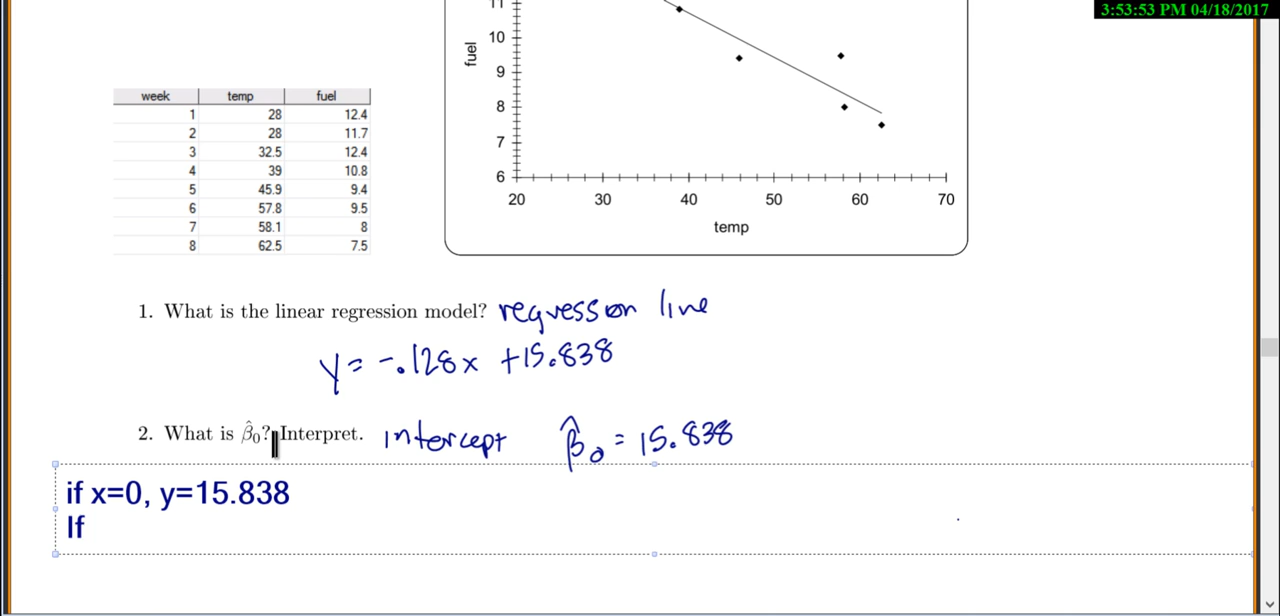 3:53:53 PM 04/18/2017
11
10
9
8
7
6
fuel
20 30 40 50 60 70
temp
week temp fuel
1 28 12.4
2 28 11.7
3 32.5 12.4
4 39 10.8
5 45.9 9.4
6 57.8 9.5
7 58.1 8
8 62.5 7.5
1. What is the linear regression model? regression line
y = -.128x +15.838
2. What is β̂₀? Interpret. intercept β̂₀ = 15.838
if x=0, y=15.838
If